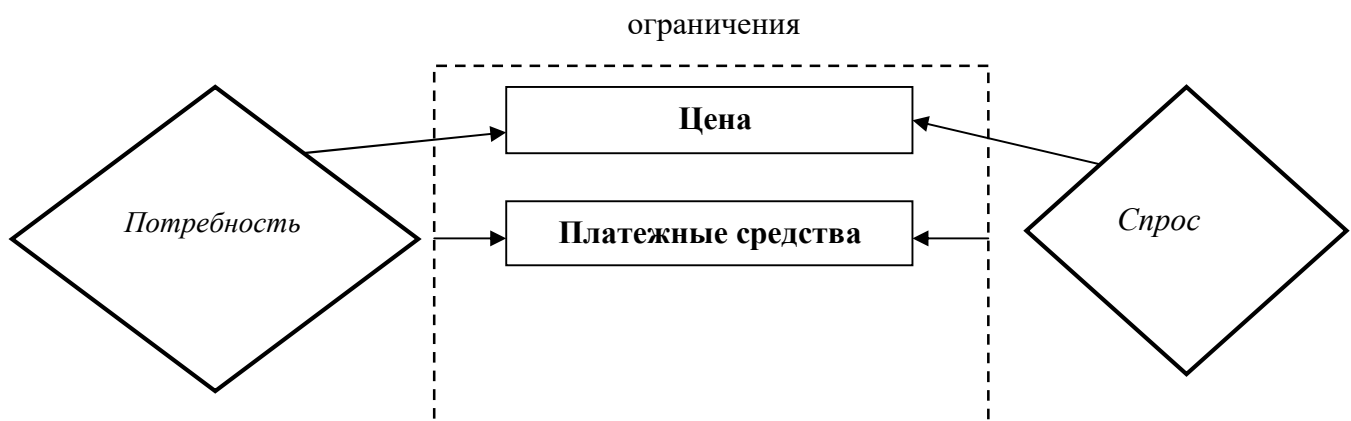 ограничения
Цена
Потребность
Спрос
Платежные средства